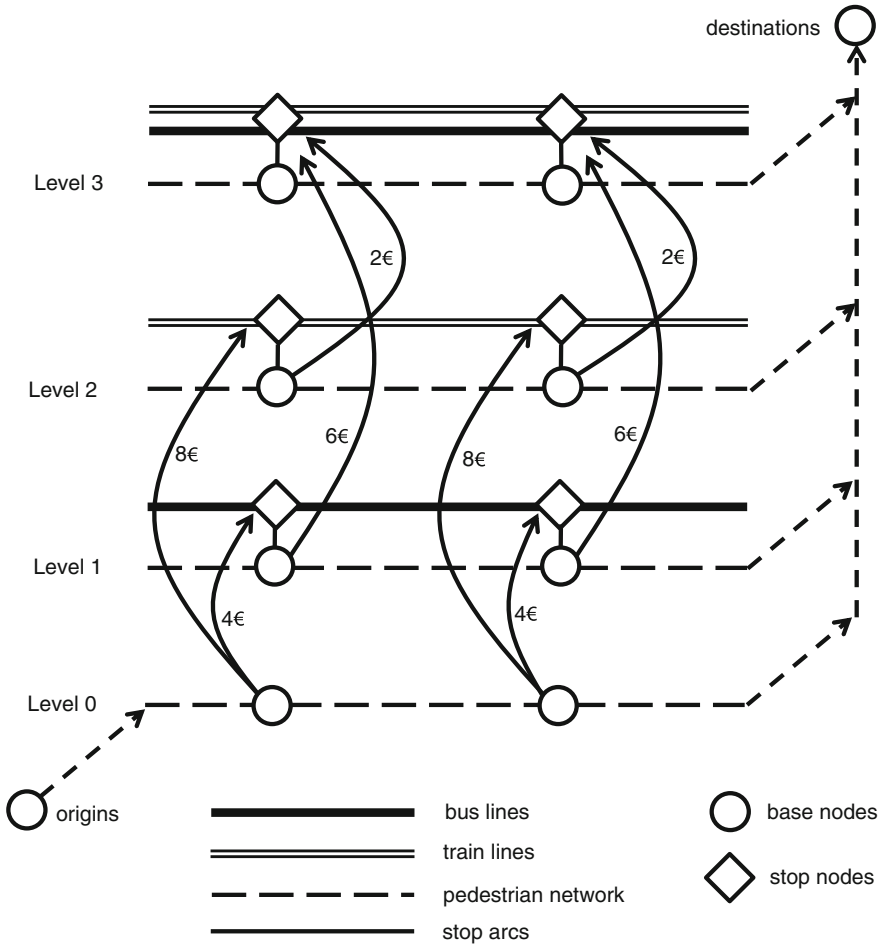 destinations
Level 3
2€
2€
Level 2
8€
6€
8€
6€
Level 1
4€
4€
Level 0
origins
bus lines
base nodes
train lines
stop nodes
pedestrian network
stop arcs